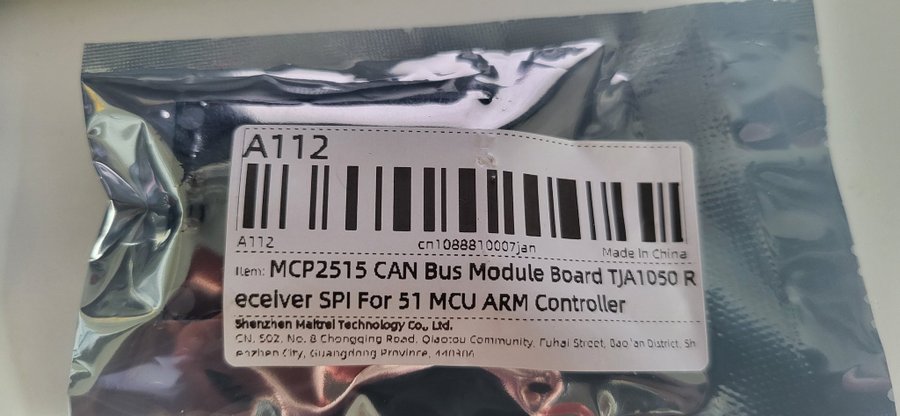 A112
A112 cn1088810007jan Made in China
Item: MCP2515 CAN Bus Module Board TJA1050 R
eceiver SPI For 51 MCU ARM Controller
Shenzhen Maitrei Technology Co., Ltd.
CN, 502, No. 8 Chongqing Road, Qiaotou Community, Fuhai Street, Bao'an District, Sh
enzhen City, Guangdong Province,